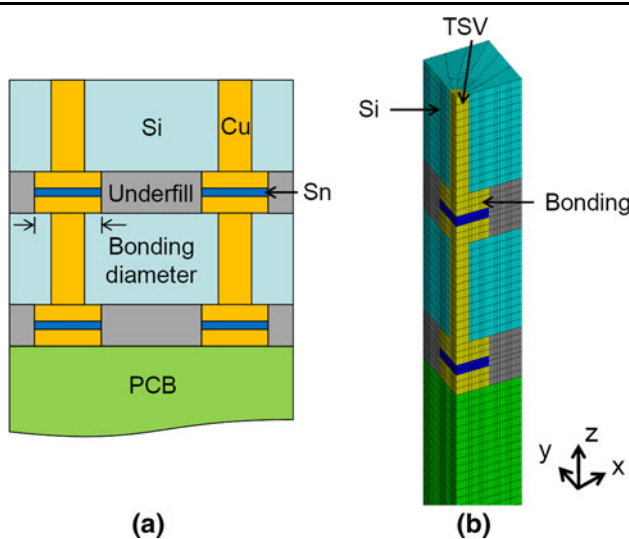 Si
Cu
Underfill
Sn
Bonding
diameter
PCB
(a)
TSV
Si
Bonding
z
y
x
(b)